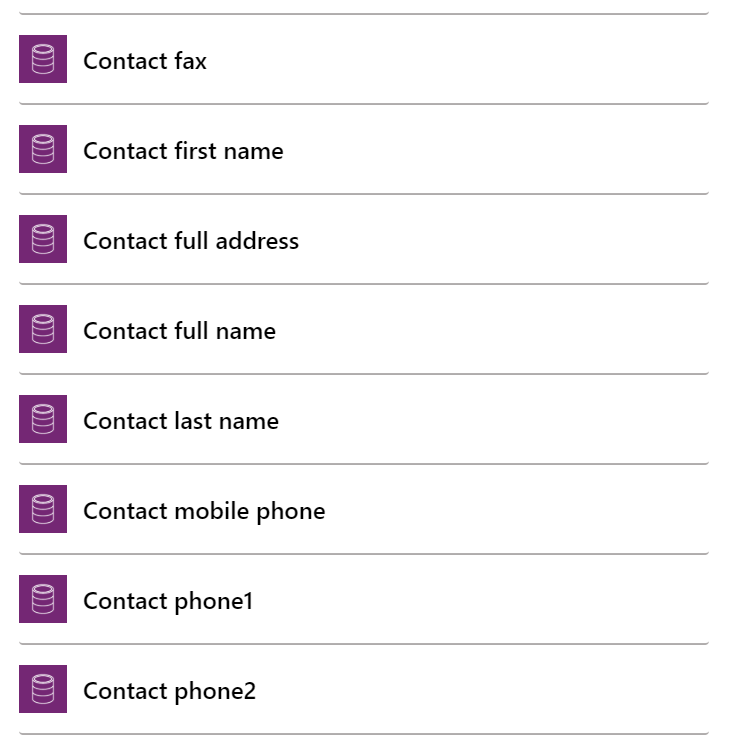 Contact fax
Contact first name
Contact full address
Contact full name
Contact last name
Contact mobile phone
Contact phone1
Contact phone2